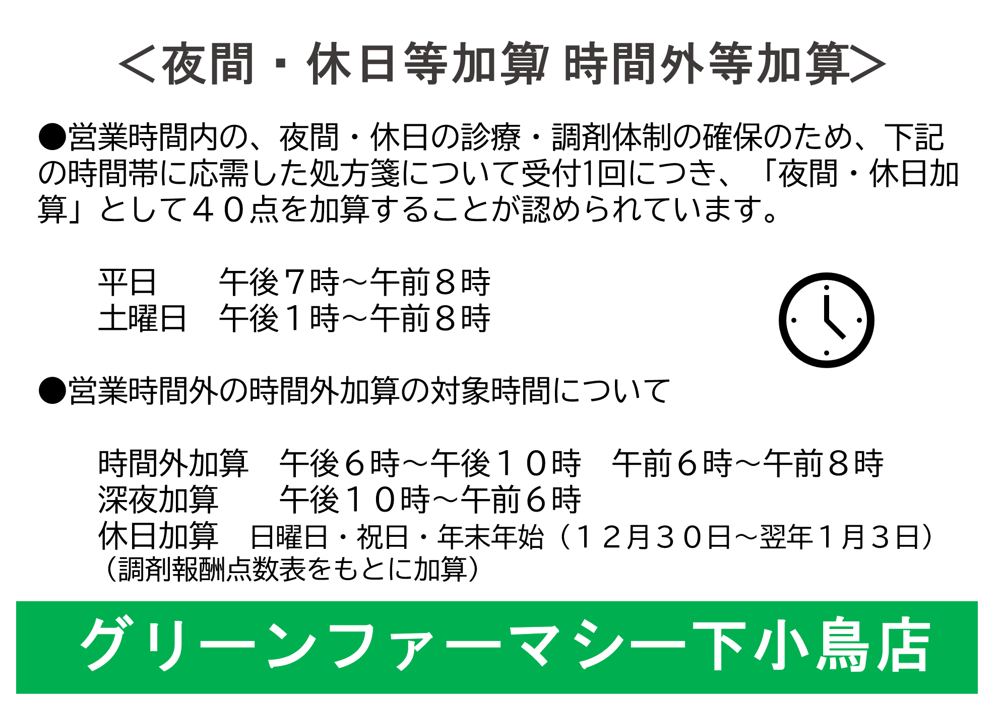 ＜夜間・休日等加算/時間外等加算＞
●営業時間内の、夜間・休日の診療・調剤体制の確保のため、下記
の時間帯に応需した処方箋について受付1回につき、「夜間・休日加
算」として４０点を加算することが認められています。
平日　　午後７時～午前８時
土曜日　午後１時～午前８時
●営業時間外の時間外加算の対象時間について
時間外加算　午後６時～午後１０時　午前６時～午前８時
深夜加算　　午後１０時～午前６時
休日加算　日曜日・祝日・年末年始（１２月３０日～翌年１月３日）
（調剤報酬点数表をもとに加算）
グリーンファーマシー下小鳥店